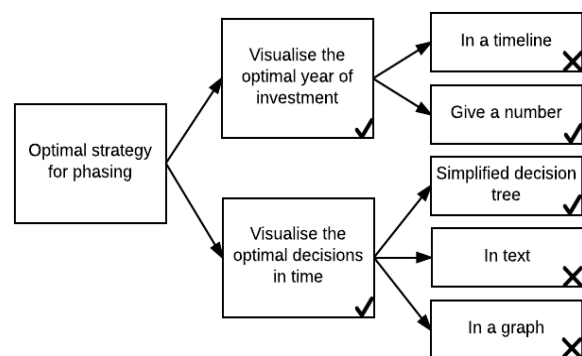 Optimal strategy
for phasing
Visualise the
optimal year of
investment
In a timeline
Give a number
Visualise the
optimal decisions
in time
Simplified decision
tree
In text
In a graph